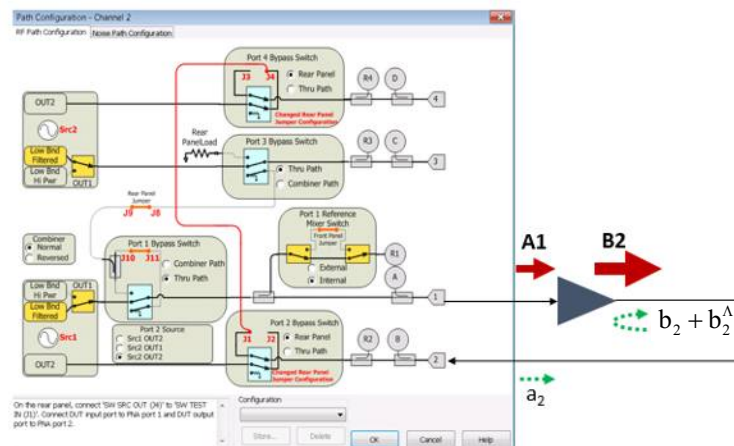 Path Configuration - Channel 2
RF Path Configuration
Noise Path Configuration
Port 4 Bypass Switch
J3
J4
Rear Panel
Thru Path
Changed Rear Panel
Jumper Configuration
R4
D
4
OUT2
Src2
Low Bnd
Filtered
Low Bnd
Hi Pwr
OUT1
Rear
PanelLoad
Port 3 Bypass Switch
Thru Path
Combiner Path
R3
C
3
Rear Panel
Jumper
J9
J8
Port 1 Reference
Mixer Switch
Front Panel
Jumper
External
Internal
R1
A
1
Combiner
Normal
Reversed
Port 1 Bypass Switch
J10
J11
Combiner
Path
Thru Path
Low Bnd
Hi Pwr
Low Bnd
Filtered
OUT1
Src1
OUT2
Port 2 Source
Src1 OUT2
Src2 OUT1
Src2 OUT2
Port 2 Bypass Switch
J1
J2
Rear Panel
Thru Path
Changed Rear Panel
Jumper Configuration
R2
B
2
A1
B2
b₂ + b₂^Λ
a₂
On the rear panel, connect 'SW SRC OUT (J4)' to 'SW TEST
IN (J1)'. Connect DUT input port to PNA port 1 and DUT output
port to PNA port 2.
Configuration
Store...
Delete
OK
Cancel
Help